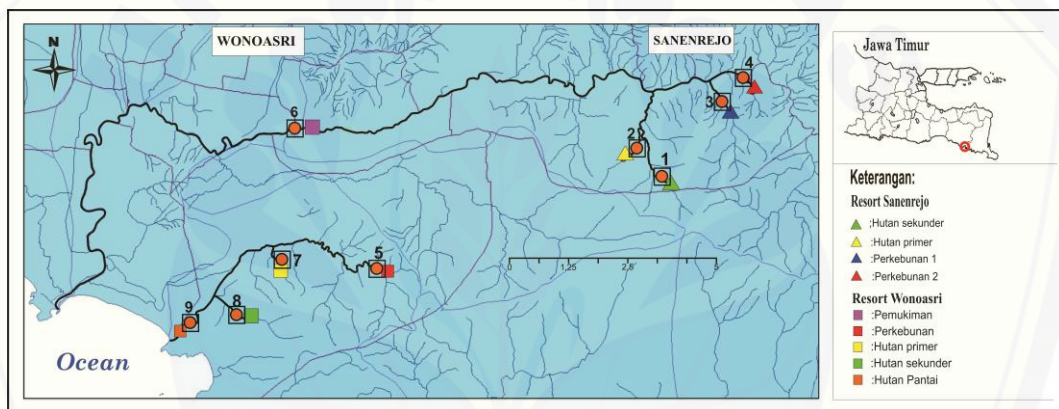 WONOASRI
SANENREJO
N
4
3
6
2
1
0
1,25
2,5
5
5
7
8
9
Ocean
Jawa Timur
Keterangan:
Resort Sanenrejo
:Hutan sekunder
:Hutan primer
:Perkebunan 1
:Perkebunan 2
Resort Wonoasri
:Pemukiman
:Perkebunan
:Hutan primer
:Hutan sekunder
:Hutan Pantai